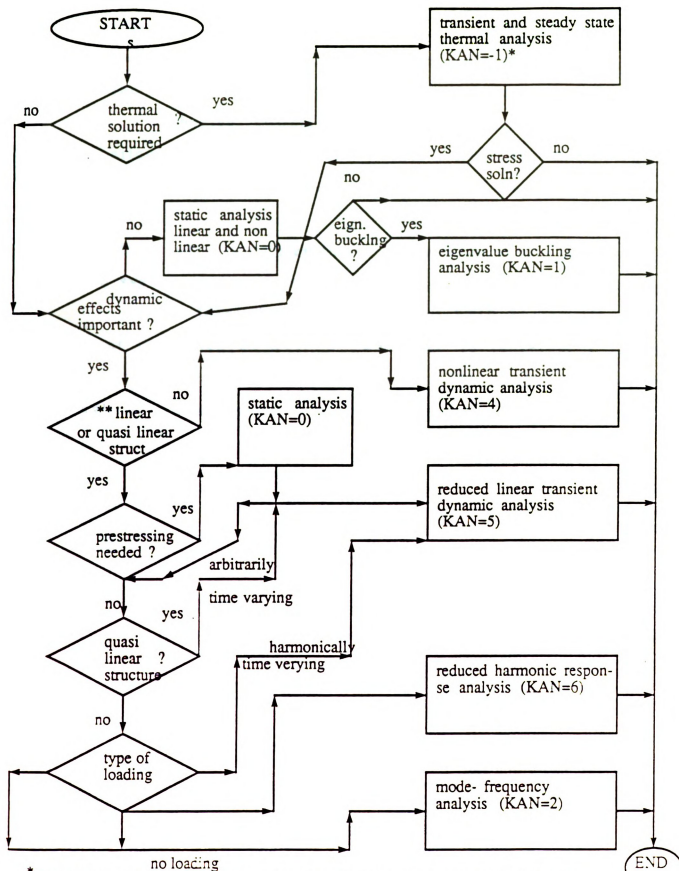 START
s
transient and steady state
thermal analysis
(KAN=-1)*
no
thermal ?
solution
required
yes
yes
stress
soln?
no
no
no
static analysis
linear and non
linear (KAN=0)
eign.
bucklng
?
yes
eigenvalue buckling
analysis (KAN=1)
dynamic
effects
important ?
yes
no
nonlinear transient
dynamic analysis
(KAN=4)
** linear
or quasi linear
struct
static analysis
(KAN=0)
yes
yes
reduced linear transient
dynamic analysis
(KAN=5)
prestressing
needed ?
arbitrarily
time varying
no
yes
quasi ?
linear
structure
harmonically
time verying
reduced harmonic respon-
se analysis (KAN=6)
no
type of
loading
mode- frequency
analysis (KAN=2)
no loading
*
END